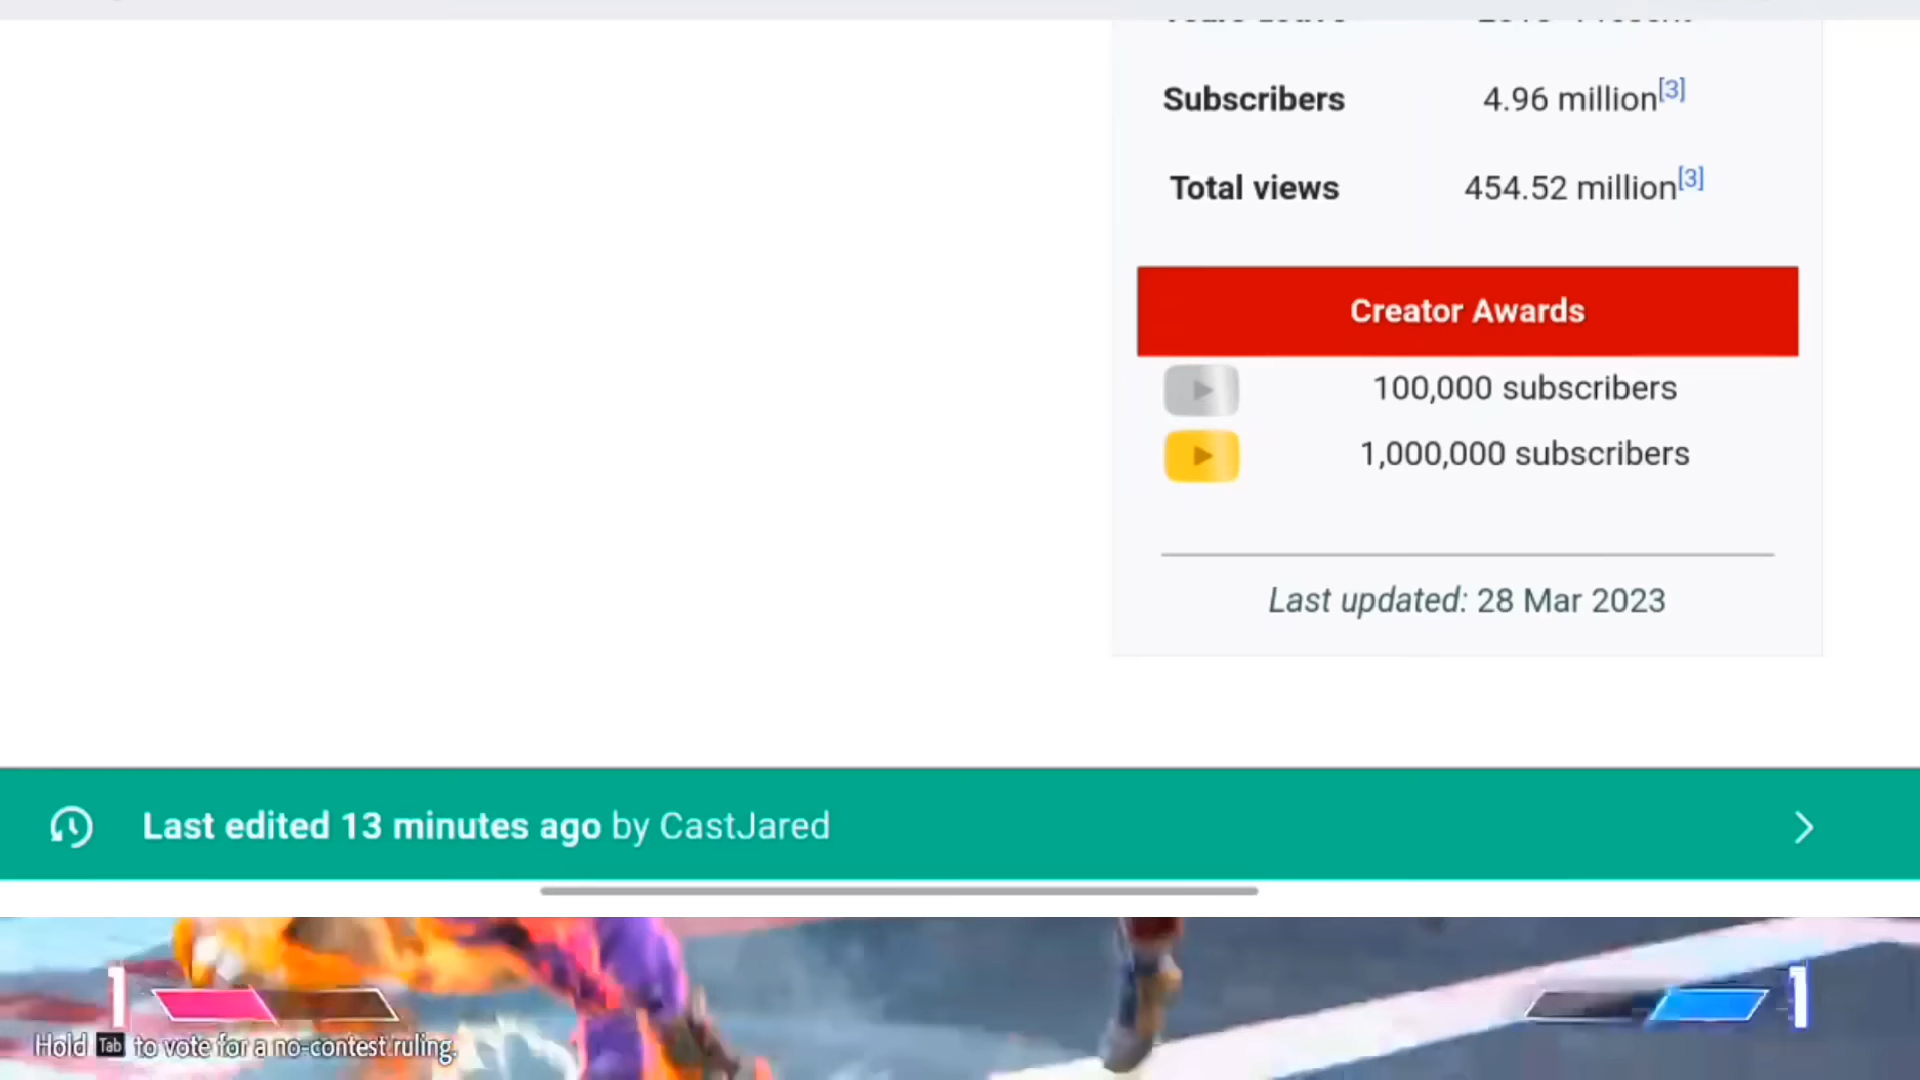 Subscribers 4.96 million[3]
Total views 454.52 million[3]
Creator Awards
100,000 subscribers
1,000,000 subscribers
Last updated: 28 Mar 2023
Last edited 13 minutes ago by CastJared
1 1
Hold Tab to vote for a no-contest ruling.